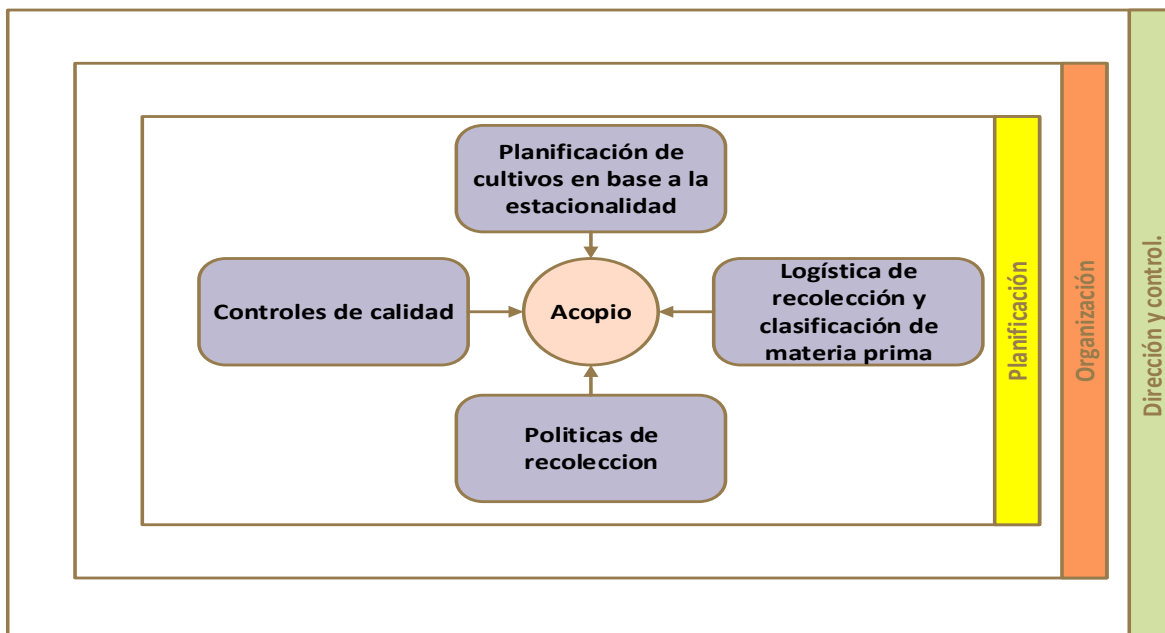 Planificación de
cultivos en base a la
estacionalidad
Controles de calidad
Acopio
Logística de
recolección y
clasificación de
materia prima
Politicas de
recoleccion
Planificación
Organización
Dirección y control.